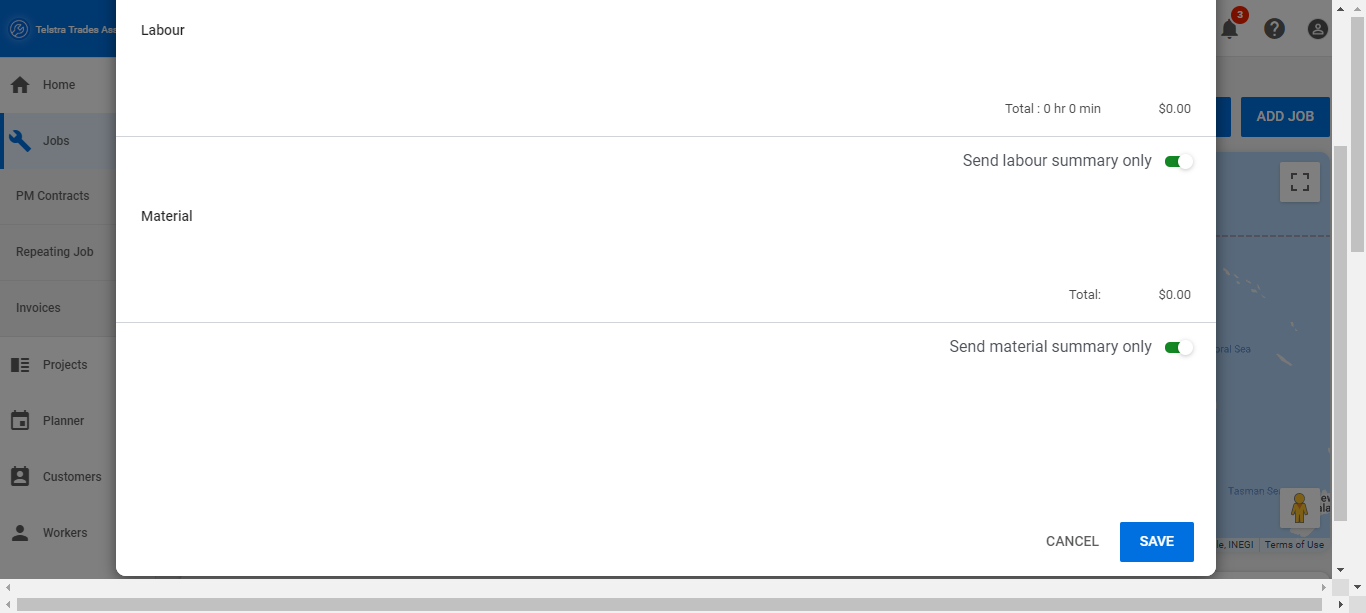 Telstra Trades Ass
3
Home
Jobs
PM Contracts
Repeating Job
Invoices
Projects
Planner
Customers
Workers
Labour
Total : 0 hr 0 min $0.00
Send labour summary only
Material
Total: $0.00
Send material summary only
CANCEL SAVE
ADD JOB
oral Sea
Tasman Se
INEGI Terms of Use